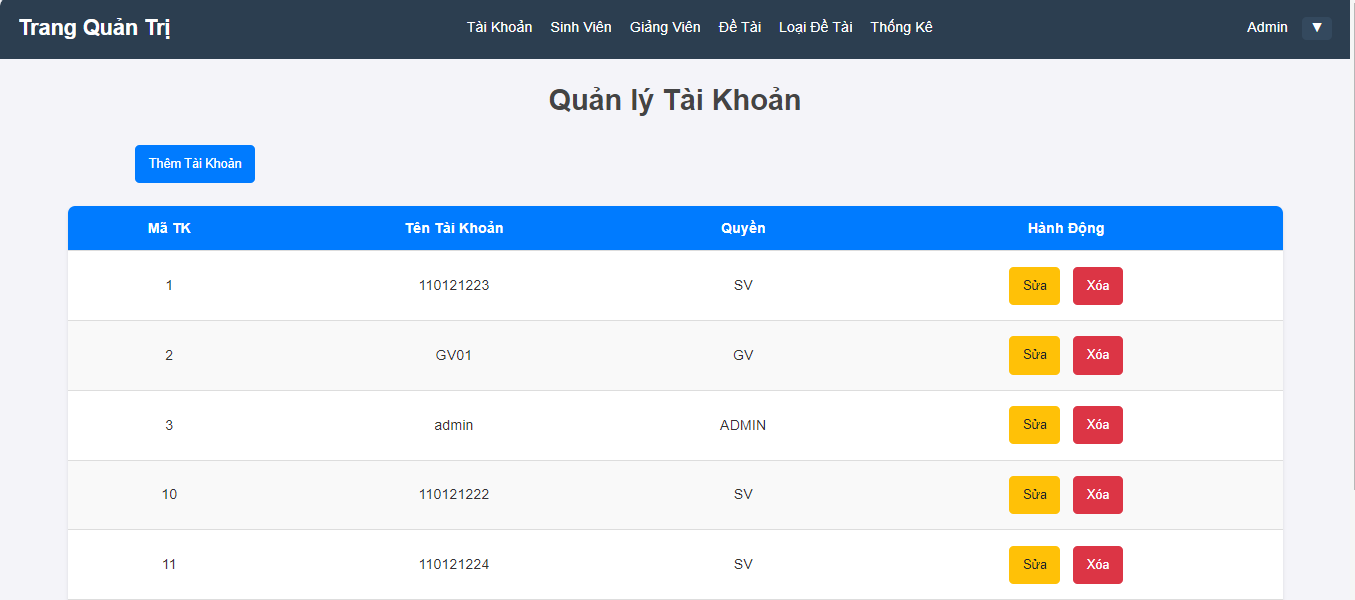 Trang Quản Trị Tài Khoản Sinh Viên Giảng Viên Đề Tài Loại Đề Tài Thống Kê Admin ▼
Quản lý Tài Khoản
Thêm Tài Khoản
Mã TK Tên Tài Khoản Quyền Hành Động
1 110121223 SV Sửa Xóa
2 GV01 GV Sửa Xóa
3 admin ADMIN Sửa Xóa
10 110121222 SV Sửa Xóa
11 110121224 SV Sửa Xóa